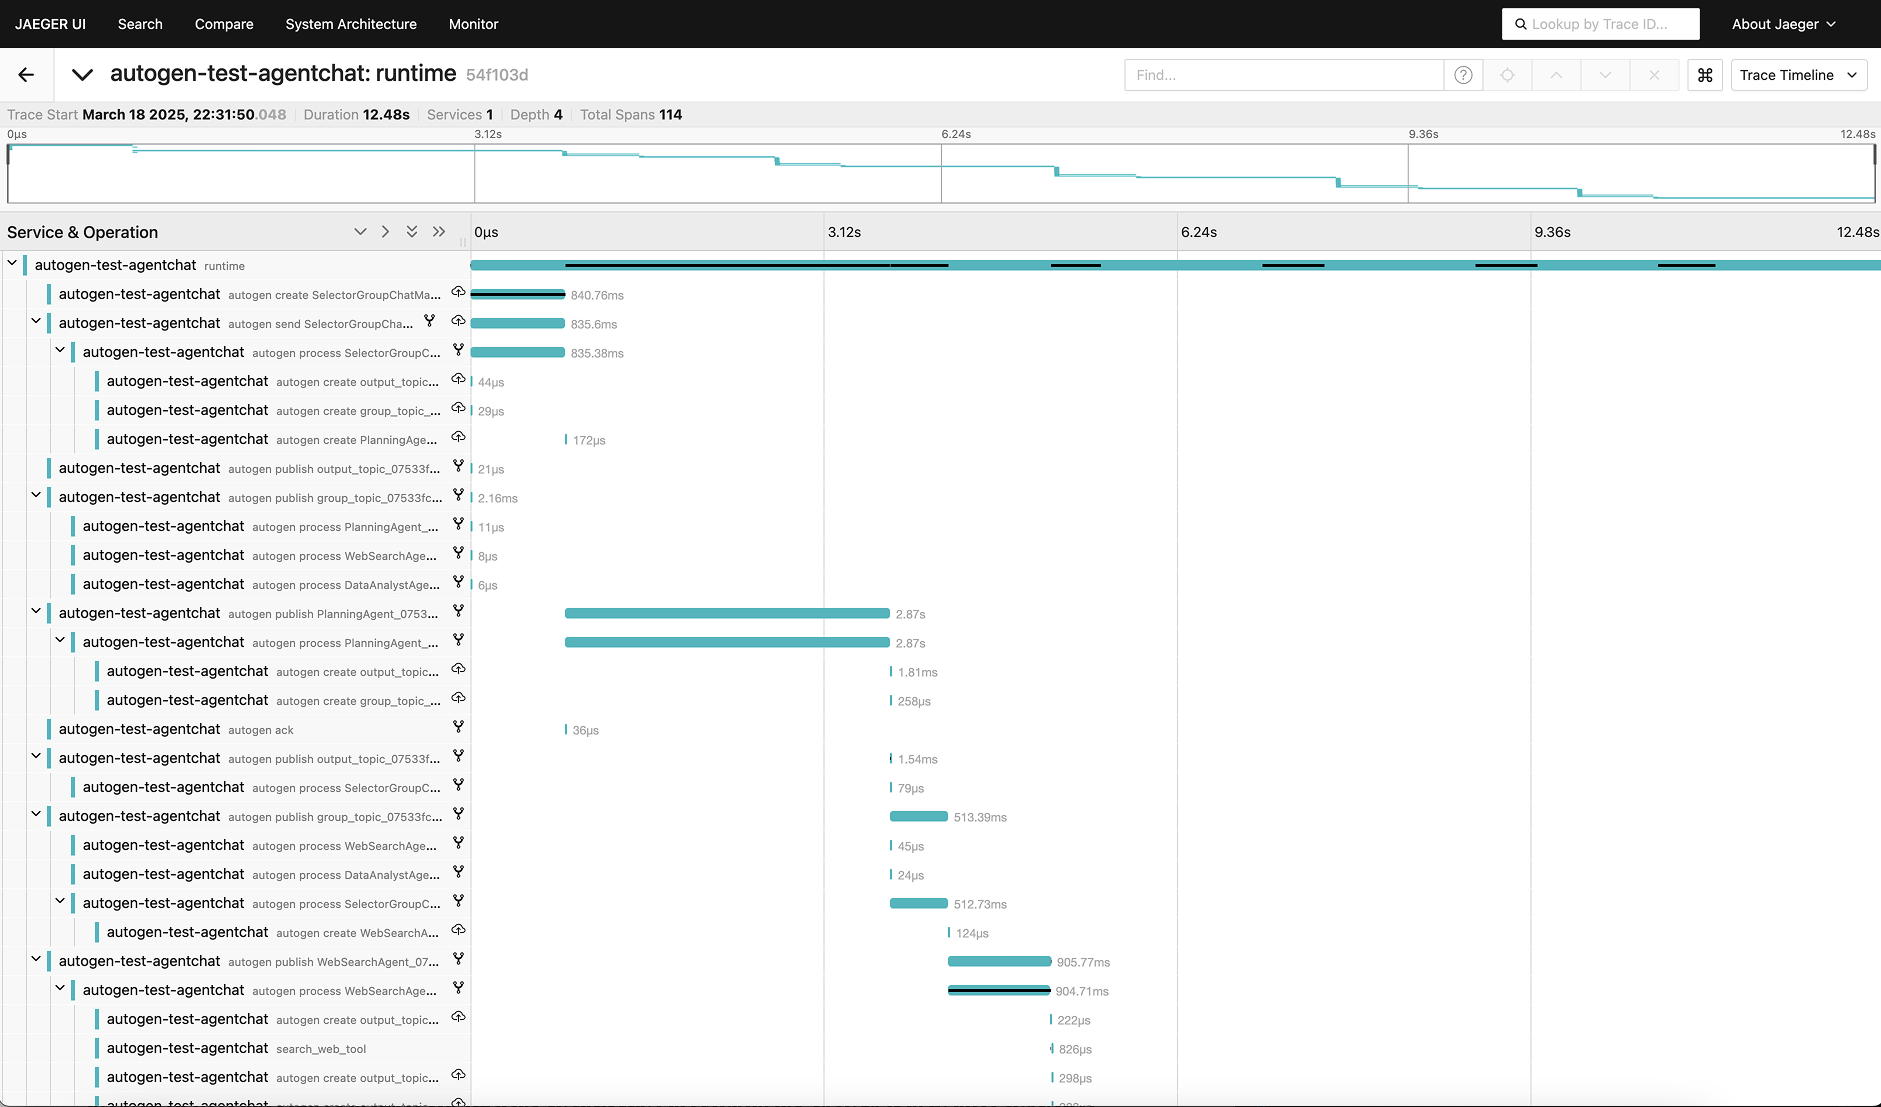 JAEGER UI Search Compare System Architecture Monitor Lookup by Trace ID... About Jaeger
autogen-test-agentchat: runtime 54f103d Find... ? ⌘ Trace Timeline
Trace Start March 18 2025, 22:31:50.048 Duration 12.48s Services 1 Depth 4 Total Spans 114
0μs 3.12s 6.24s 9.36s 12.48s
Service & Operation 0μs 3.12s 6.24s 9.36s 12.48s
autogen-test-agentchat runtime
autogen-test-agentchat autogen create SelectorGroupChatMa... 840.76ms
autogen-test-agentchat autogen send SelectorGroupCha... 835.6ms
autogen-test-agentchat autogen process SelectorGroupC... 835.38ms
autogen-test-agentchat autogen create output_topic... 44μs
autogen-test-agentchat autogen create group_topic_... 29μs
autogen-test-agentchat autogen create PlanningAge... 172μs
autogen-test-agentchat autogen publish output_topic_07533f... 21μs
autogen-test-agentchat autogen publish group_topic_07533fc... 2.16ms
autogen-test-agentchat autogen process PlanningAgent_... 11μs
autogen-test-agentchat autogen process WebSearchAge... 8μs
autogen-test-agentchat autogen process DataAnalystAge... 6μs
autogen-test-agentchat autogen publish PlanningAgent_0753... 2.87s
autogen-test-agentchat autogen process PlanningAgent_... 2.87s
autogen-test-agentchat autogen create output_topic... 1.81ms
autogen-test-agentchat autogen create group_topic_... 258μs
autogen-test-agentchat autogen ack 36μs
autogen-test-agentchat autogen publish output_topic_07533f... 1.54ms
autogen-test-agentchat autogen process SelectorGroupC... 79μs
autogen-test-agentchat autogen publish group_topic_07533fc... 513.39ms
autogen-test-agentchat autogen process WebSearchAge... 45μs
autogen-test-agentchat autogen process DataAnalystAge... 24μs
autogen-test-agentchat autogen process SelectorGroupC... 512.73ms
autogen-test-agentchat autogen create WebSearchA... 124μs
autogen-test-agentchat autogen publish WebSearchAgent_07... 905.77ms
autogen-test-agentchat autogen process WebSearchAge... 904.71ms
autogen-test-agentchat autogen create output_topic... 222μs
autogen-test-agentchat search_web_tool 826μs
autogen-test-agentchat autogen create output_topic... 298μs
autogen-test-agentchat autogen create output_topic...